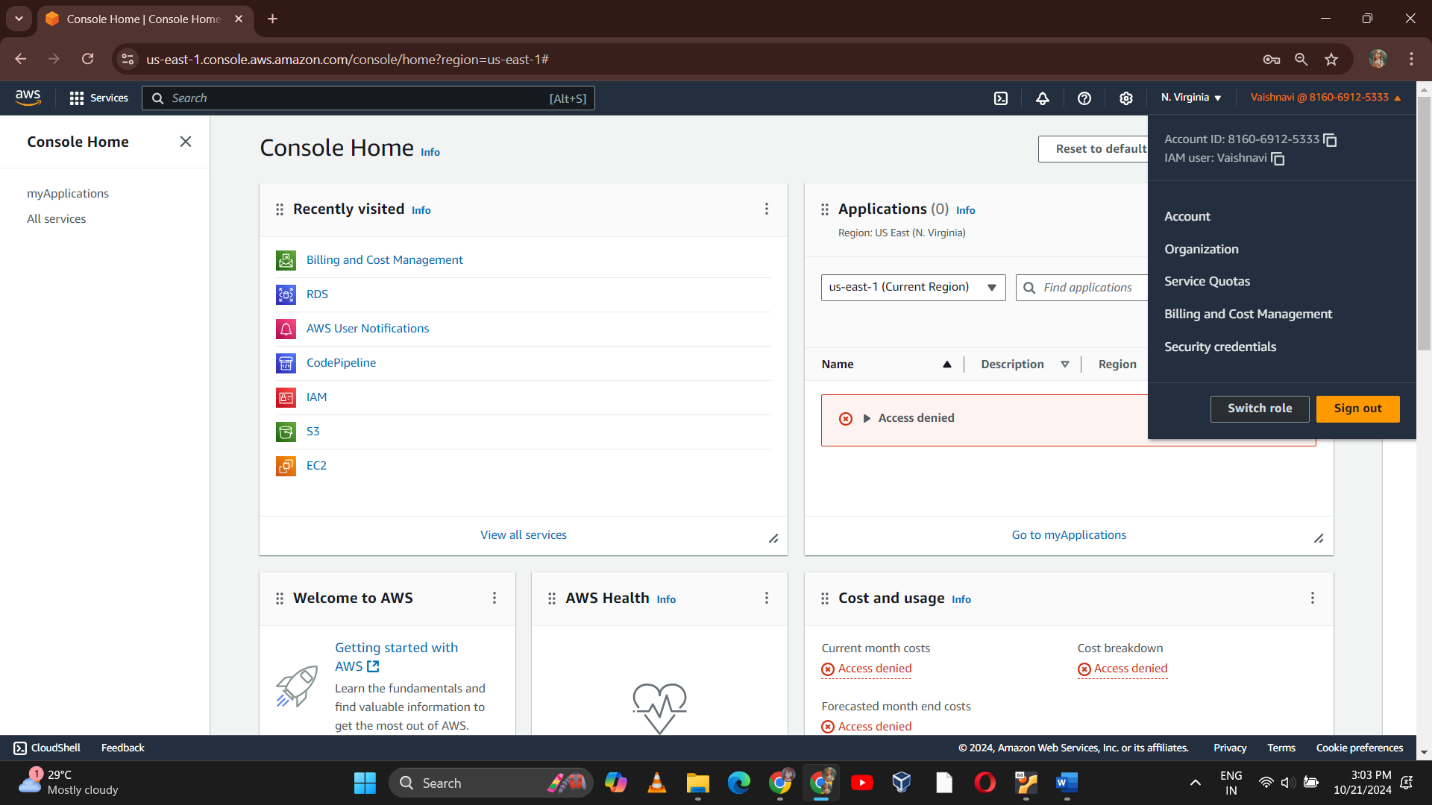 Console Home | Console Home
us-east-1.console.aws.amazon.com/console/home?region=us-east-1#
aws
Services
Search
[Alt+S]
N. Virginia
Vaishnavi @ 8160-6912-5333
Console Home
myApplications
All services
Console Home Info
Reset to default
Account ID: 8160-6912-5333
IAM user: Vaishnavi
Account
Organization
Service Quotas
Billing and Cost Management
Security credentials
Switch role
Sign out
Recently visited Info
Billing and Cost Management
RDS
AWS User Notifications
CodePipeline
IAM
S3
EC2
View all services
Applications (0) Info
Region: US East (N. Virginia)
us-east-1 (Current Region)
Find applications
Name
Description
Region
Access denied
Go to myApplications
Welcome to AWS
Getting started with
AWS
Learn the fundamentals and
find valuable information to
get the most out of AWS.
AWS Health Info
Cost and usage Info
Current month costs
Access denied
Cost breakdown
Access denied
Forecasted month end costs
Access denied
CloudShell
Feedback
© 2024, Amazon Web Services, Inc. or its affiliates.
Privacy
Terms
Cookie preferences
1
29°C
Mostly cloudy
Search
ENG
IN
3:03 PM
10/21/2024